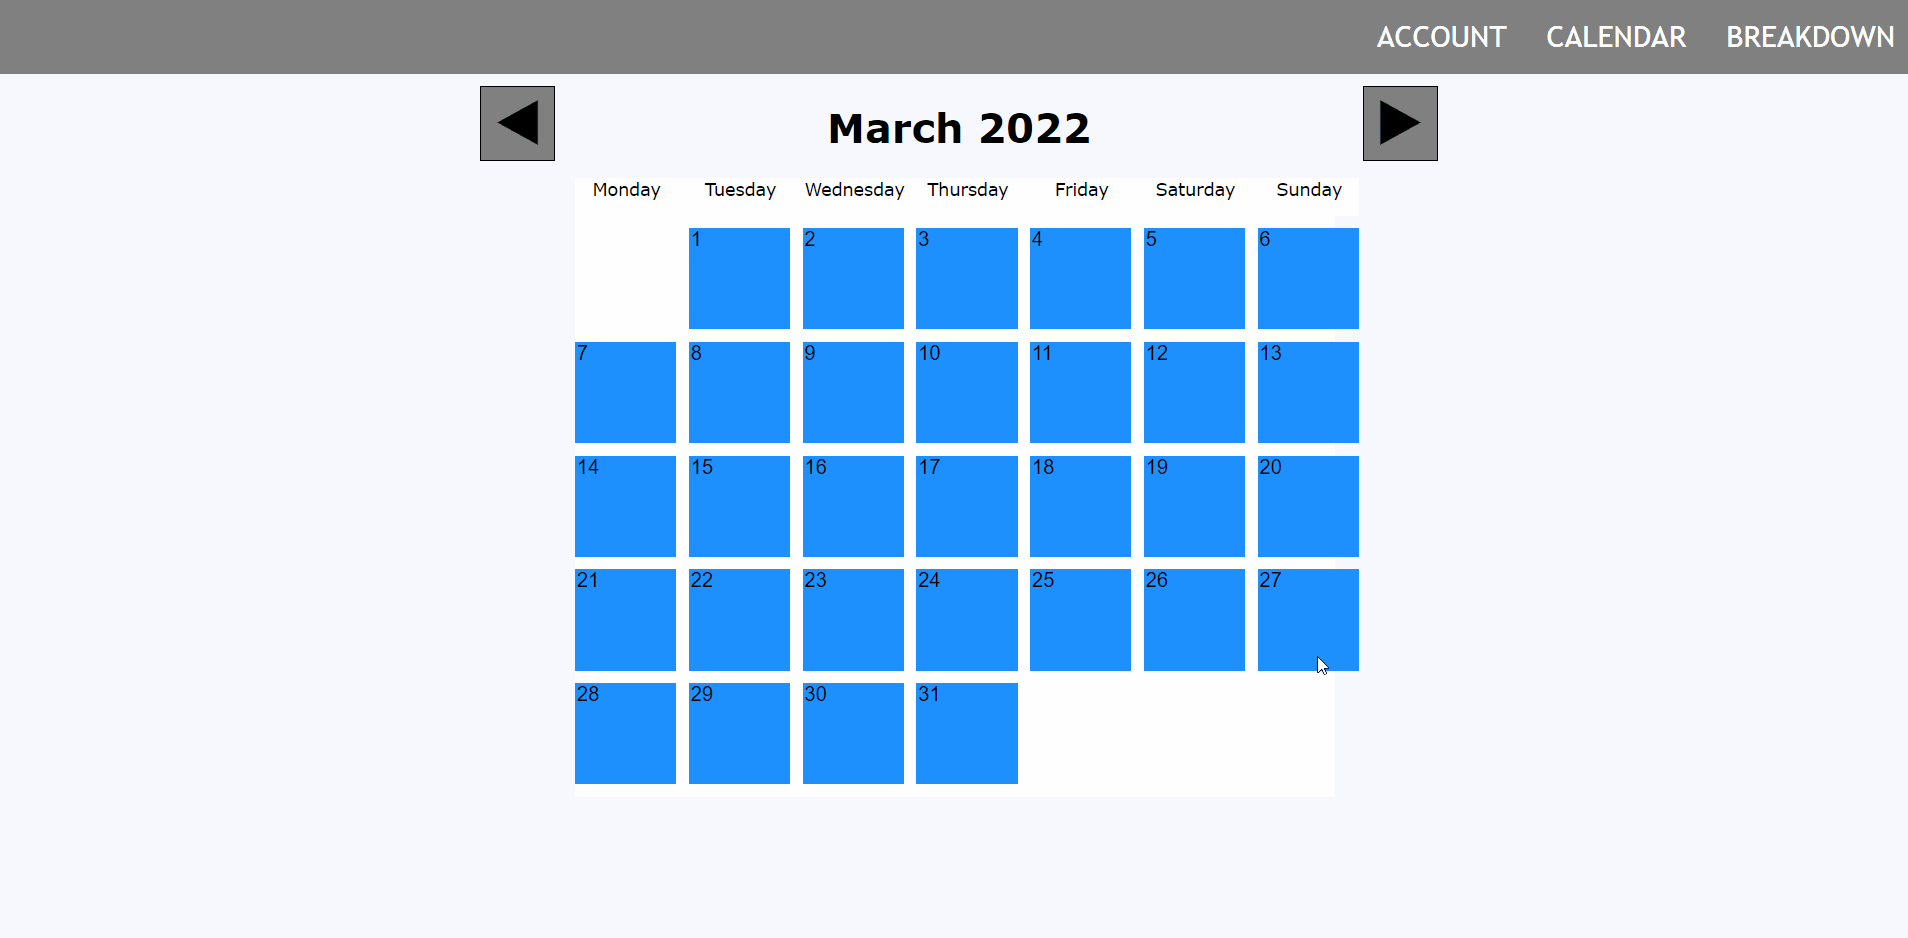 ACCOUNT CALENDAR BREAKDOWN
March 2022
Monday Tuesday Wednesday Thursday Friday Saturday Sunday
1 2 3 4 5 6
7 8 9 10 11 12 13
14 15 16 17 18 19 20
21 22 23 24 25 26 27
28 29 30 31